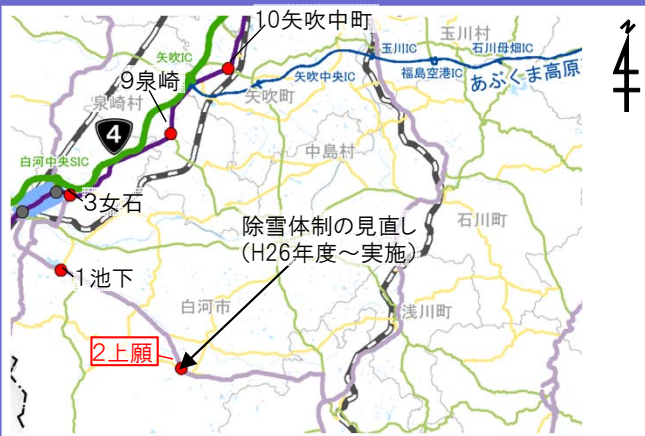 10矢吹中町
玉川村
矢吹IC
玉川IC
石川母畑IC
9泉崎
矢吹中央IC
福島空港IC
あぶくま高原
泉崎村
矢吹町
4
中島村
白河中央SIC
3女石
除雪体制の見直し
(H26年度～実施)
石川町
1池下
白河市
浅川町
2上願